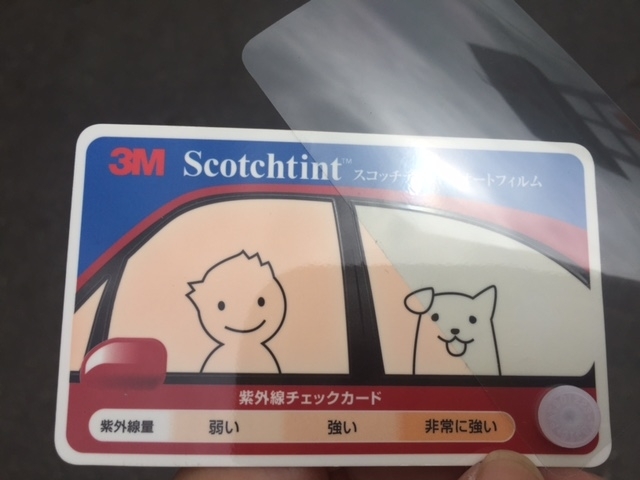 3M Scotchtint™ スコッチ ートフィルム
紫外線チェックカード
紫外線量 弱い 強い 非常に強い